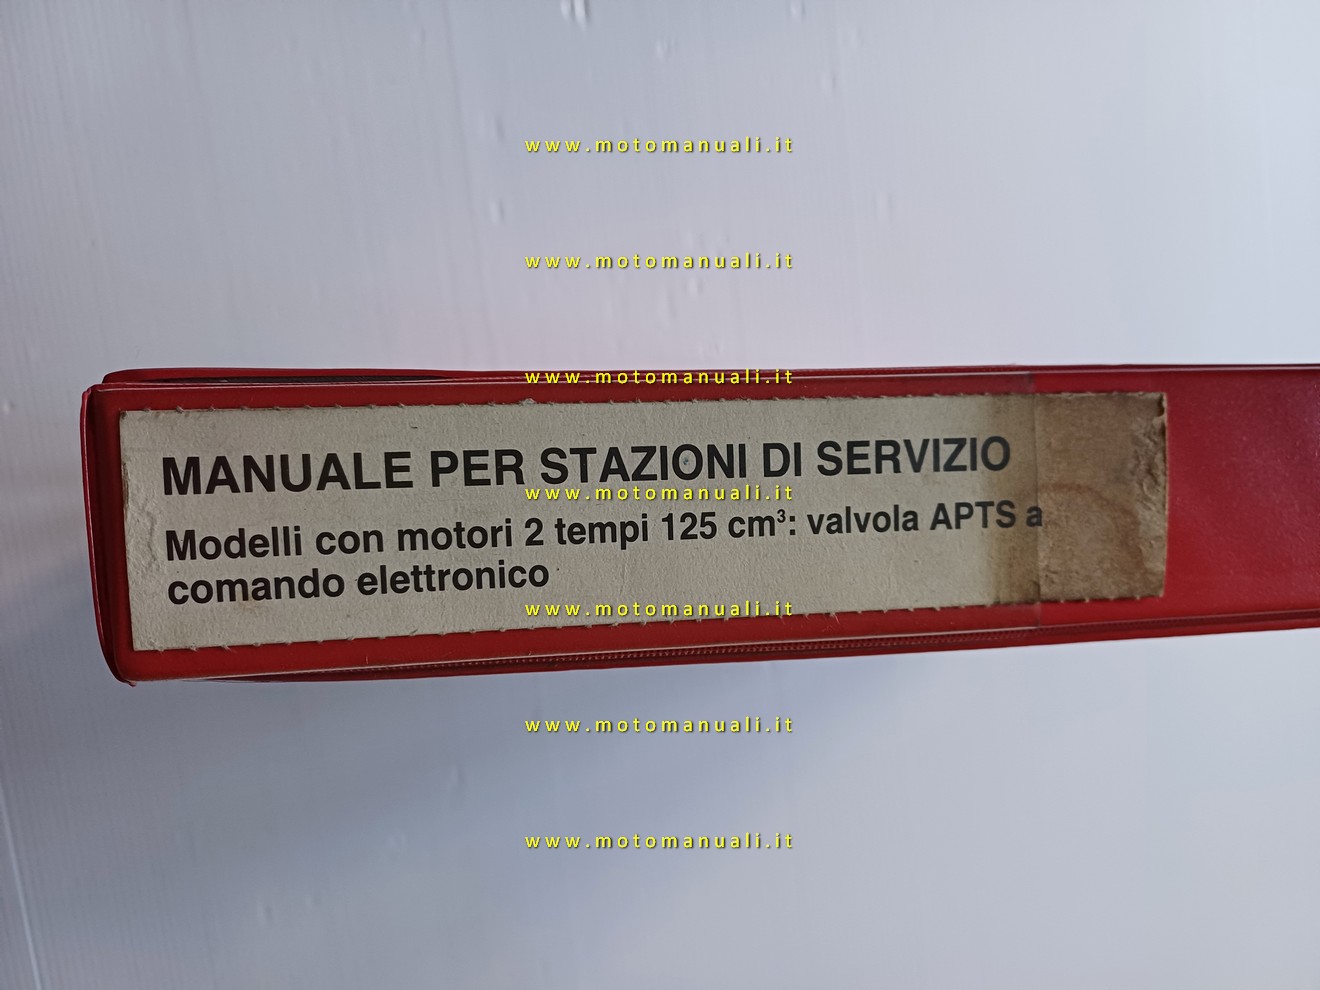 www.motomanuali.it
www.motomanuali.it
www.motomanuali.it
MANUALE PER STAZIONI DI SERVIZIO
www.motomanuali.it
Modelli con motori 2 tempi 125 cm³: valvola APTS a
comando elettronico
www.motomanuali.it
www.motomanuali.it
www.motomanuali.it